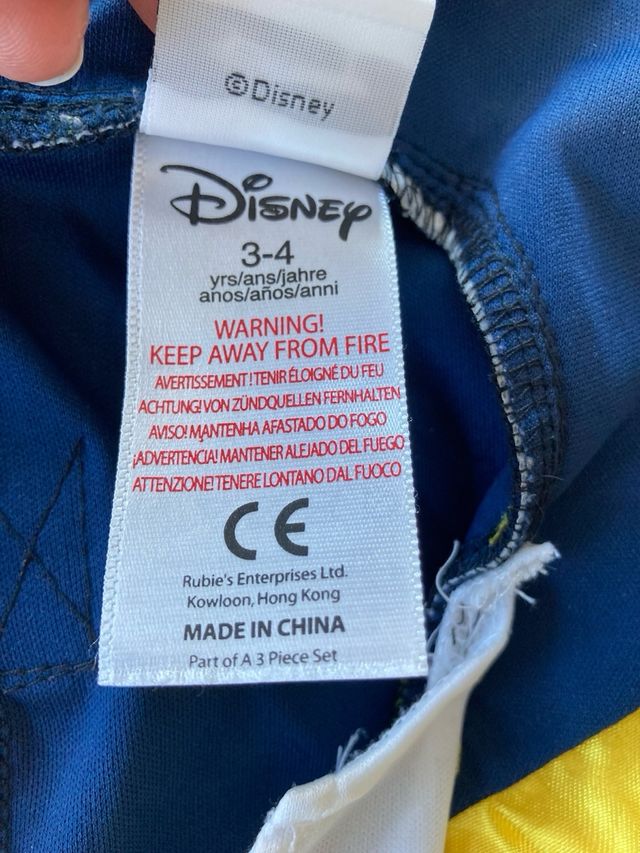 ©Disney
Disney
3-4
yrs/ans/jahre
anos/años/anni
WARNING!
KEEP AWAY FROM FIRE
AVERTISSEMENT ! TENIR ÉLOIGNÉ DU FEU
ACHTUNG! VON ZÜNDQUELLEN FERNHALTEN
AVISO! MANTENHA AFASTADO DO FOGO
¡ADVERTENCIA! MANTENER ALEJADO DEL FUEGO
ATTENZIONE! TENERE LONTANO DAL FUOCO
CE
Rubie's Enterprises Ltd.
Kowloon, Hong Kong
MADE IN CHINA
Part of A 3 Piece Set